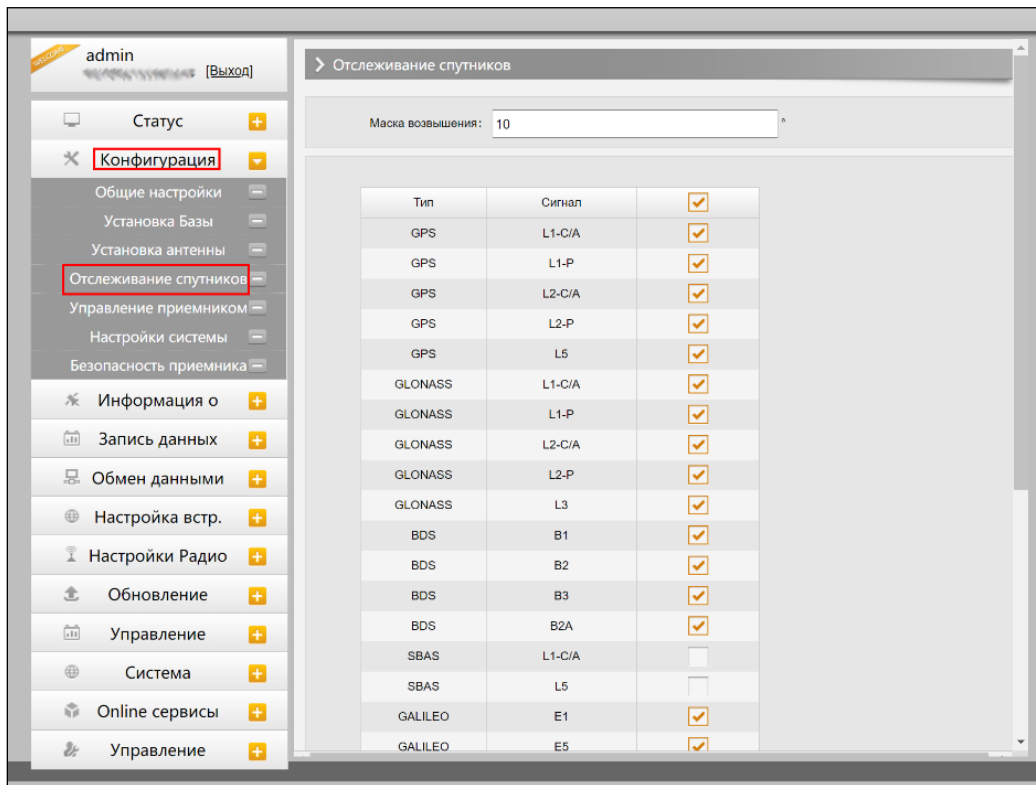 WELCOME
admin
[Выход]
Статус
Конфигурация
Общие настройки
Установка Базы
Установка антенны
Отслеживание спутников
Управление приемником
Настройки системы
Безопасность приемника
Информация о
Запись данных
Обмен данными
Настройка встр.
Настройки Радио
Обновление
Управление
Система
Online сервисы
Управление
Отслеживание спутников
Маска возвышения: 10 °
Тип Сигнал
GPS L1-C/A
GPS L1-P
GPS L2-C/A
GPS L2-P
GPS L5
GLONASS L1-C/A
GLONASS L1-P
GLONASS L2-C/A
GLONASS L2-P
GLONASS L3
BDS B1
BDS B2
BDS B3
BDS B2A
SBAS L1-C/A
SBAS L5
GALILEO E1
GALILEO E5